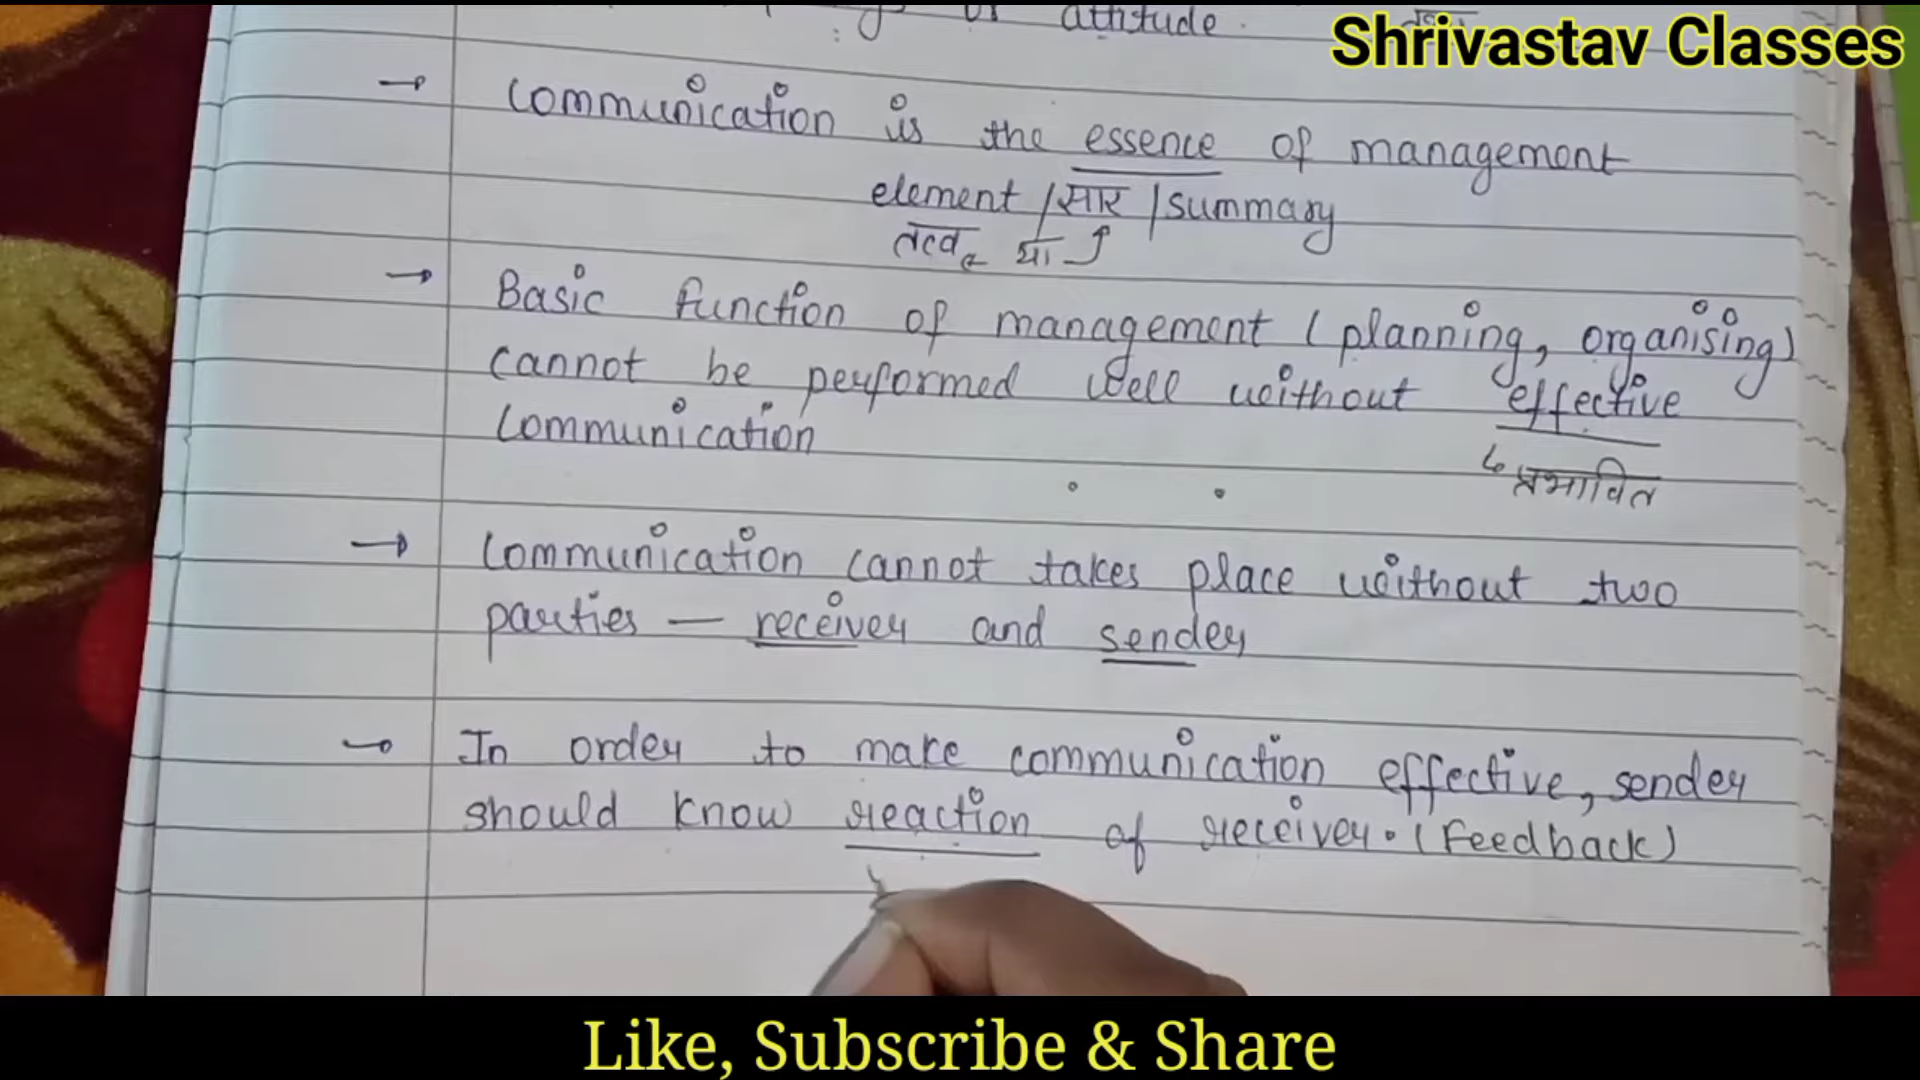 of attitude.
Shrivastav Classes
→ Communication is the essence of management
element / सार / summary
तत्व या
→ Basic function of management (planning, organising)
cannot be performed well without effective
communication
प्रभावित
→ Communication cannot takes place without two
parties — receiver and sender
→ In order to make communication effective, sender
should know reaction of receiver. (Feedback)
Like, Subscribe & Share